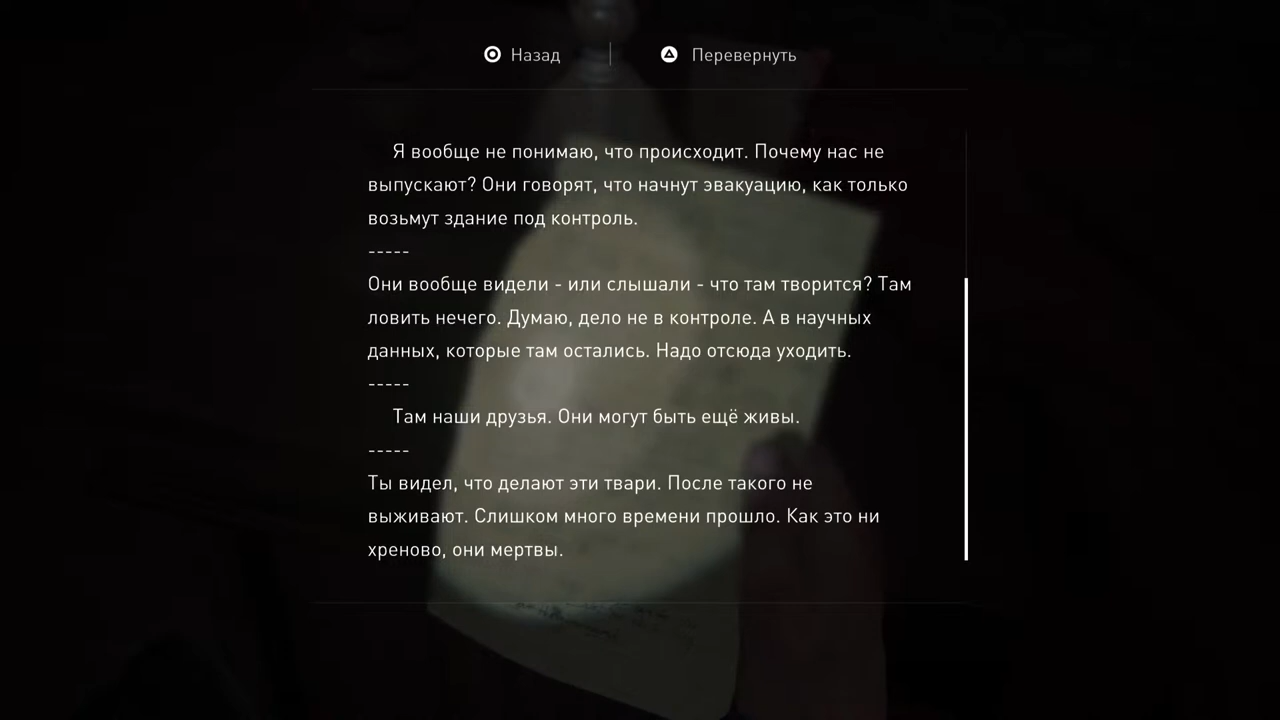 Назад
Перевернуть
Я вообще не понимаю, что происходит. Почему нас не
выпускают? Они говорят, что начнут эвакуацию, как только
возьмут здание под контроль.
-----
Они вообще видели - или слышали - что там творится? Там
ловить нечего. Думаю, дело не в контроле. А в научных
данных, которые там остались. Надо отсюда уходить.
-----
Там наши друзья. Они могут быть ещё живы.
-----
Ты видел, что делают эти твари. После такого не
выживают. Слишком много времени прошло. Как это ни
хреново, они мертвы.